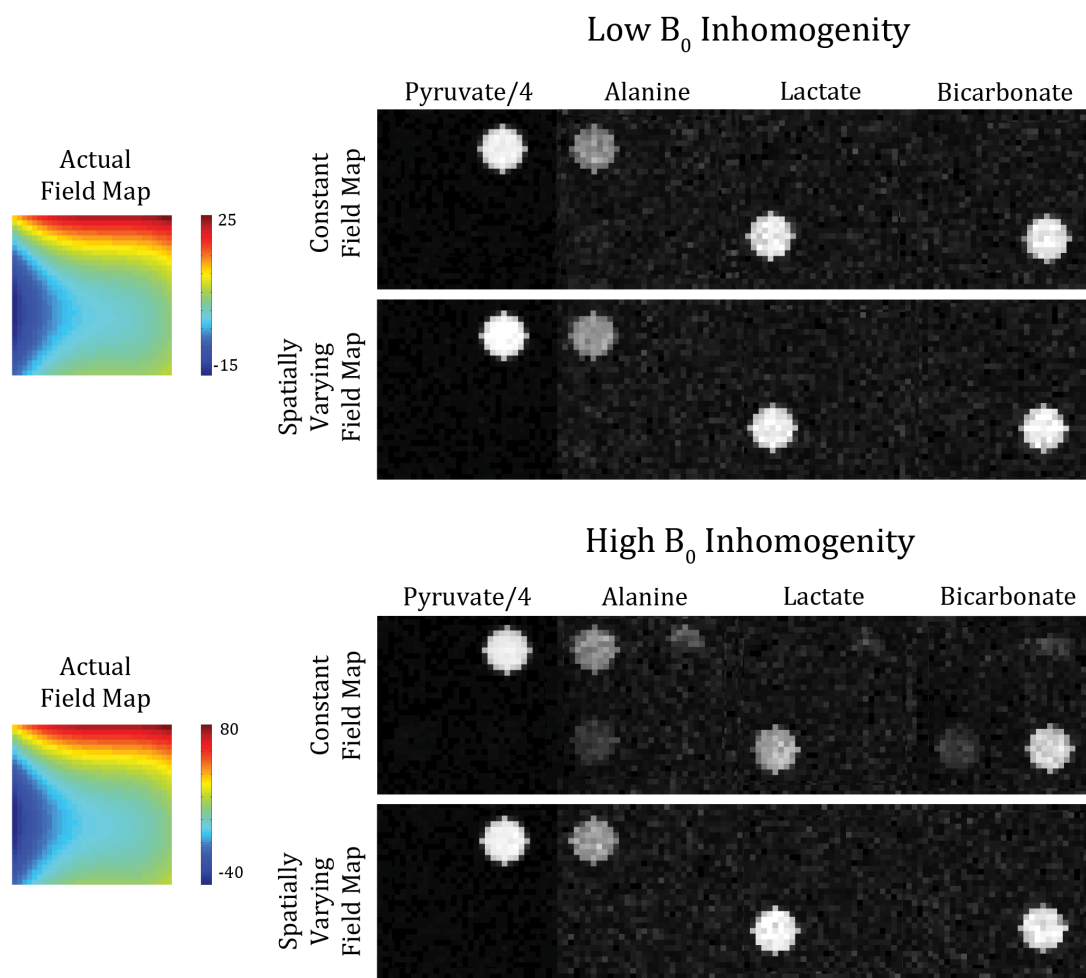 Low B0 Inhomogenity
Pyruvate/4 Alanine Lactate Bicarbonate
Actual
Field Map
25
-15
Constant
Field Map
Spatially
Varying
Field Map
High B0 Inhomogenity
Pyruvate/4 Alanine Lactate Bicarbonate
Actual
Field Map
80
-40
Constant
Field Map
Spatially
Varying
Field Map